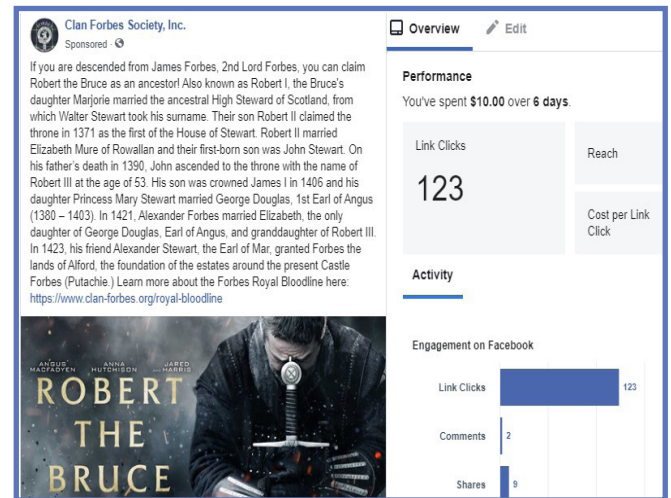 Clan Forbes Society, Inc.
Sponsored ·
If you are descended from James Forbes, 2nd Lord Forbes, you can claim
Robert the Bruce as an ancestor! Also known as Robert I, the Bruce's
daughter Marjorie married the ancestral High Steward of Scotland, from
which Walter Stewart took his surname. Their son Robert II claimed the
throne in 1371 as the first of the House of Stewart. Robert II married
Elizabeth Mure of Rowallan and their first-born son was John Stewart. On
his father's death in 1390, John ascended to the throne with the name of
Robert III at the age of 53. His son was crowned James I in 1406 and his
daughter Princess Mary Stewart married George Douglas, 1st Earl of Angus
(1380 – 1403). In 1421, Alexander Forbes married Elizabeth, the only
daughter of George Douglas, Earl of Angus, and granddaughter of Robert III.
In 1423, his friend Alexander Stewart, the Earl of Mar, granted Forbes the
lands of Alford, the foundation of the estates around the present Castle
Forbes (Putachie.) Learn more about the Forbes Royal Bloodline here:
https://www.clan-forbes.org/royal-bloodline
ANGUS MACFADYEN
ANNA HUTCHISON
JARED HARRIS
ROBERT
THE
BRUCE
Overview
Edit
Performance
You've spent $10.00 over 6 days.
Link Clicks
123
Reach
Cost per Link
Click
Activity
Engagement on Facebook
Link Clicks 123
Comments 2
Shares 9